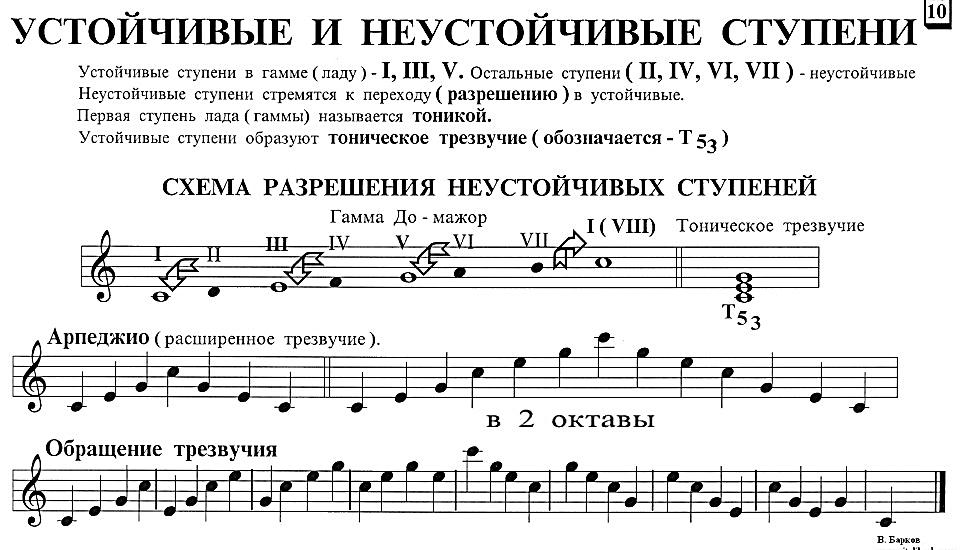 10
УСТОЙЧИВЫЕ И НЕУСТОЙЧИВЫЕ СТУПЕНИ
Устойчивые ступени в гамме ( ладу ) - I, III, V. Остальные ступени ( II, IV, VI, VII ) - неустойчивые
Неустойчивые ступени стремятся к переходу ( разрешению ) в устойчивые.
Первая ступень лада ( гаммы ) называется тоникой.
Устойчивые ступени образуют тоническое трезвучие ( обозначается - Т 53 )
СХЕМА РАЗРЕШЕНИЯ НЕУСТОЙЧИВЫХ СТУПЕНЕЙ
Гамма До - мажор
I II III IV V VI VII I ( VIII) Тоническое трезвучие
Т53
Арпеджио ( расширенное трезвучие ).
в 2 октавы
Обращение трезвучия
В. Барков